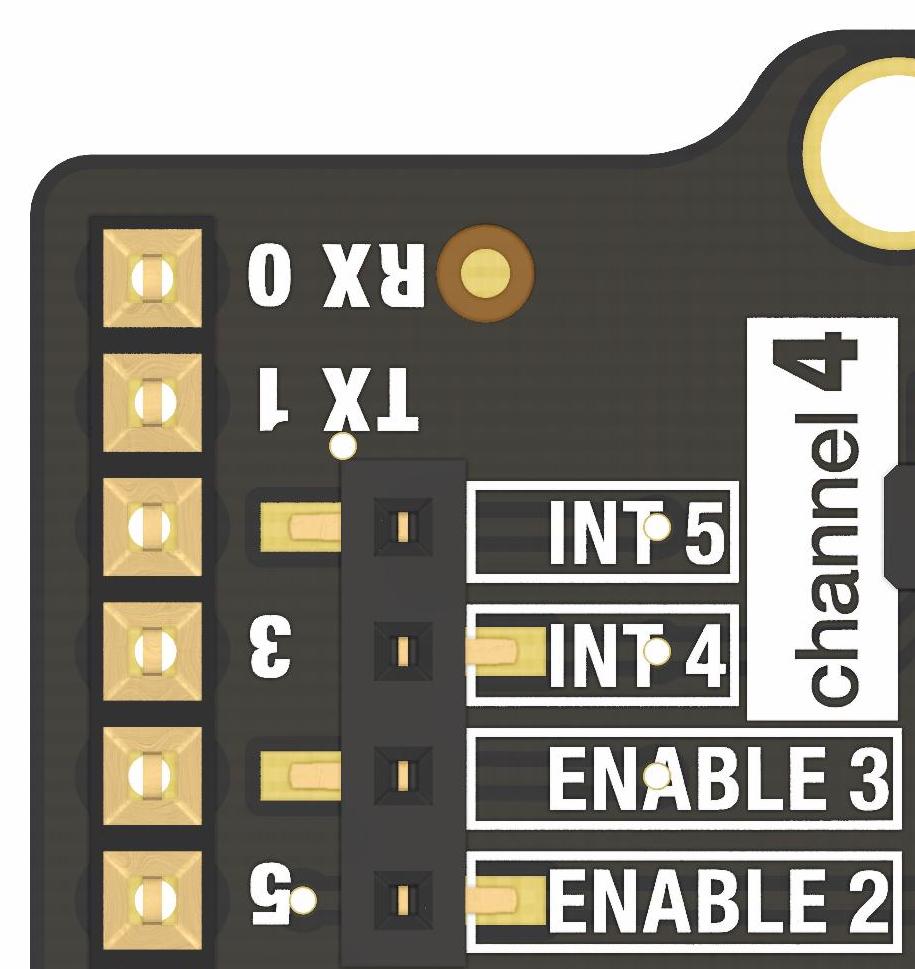 RX 0
TX 1
INT 5
3
INT 4
ENABLE 3
5
ENABLE 2
channel 4